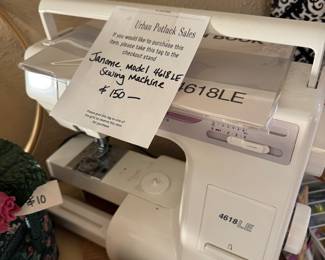 Urban Potluck Sales
If you would like to purchase this
item, please take this tag to the
checkout stand
Janome Model 4618LE
Sewing Machine
$150—
BOOK
4618LE
4618LE
$10